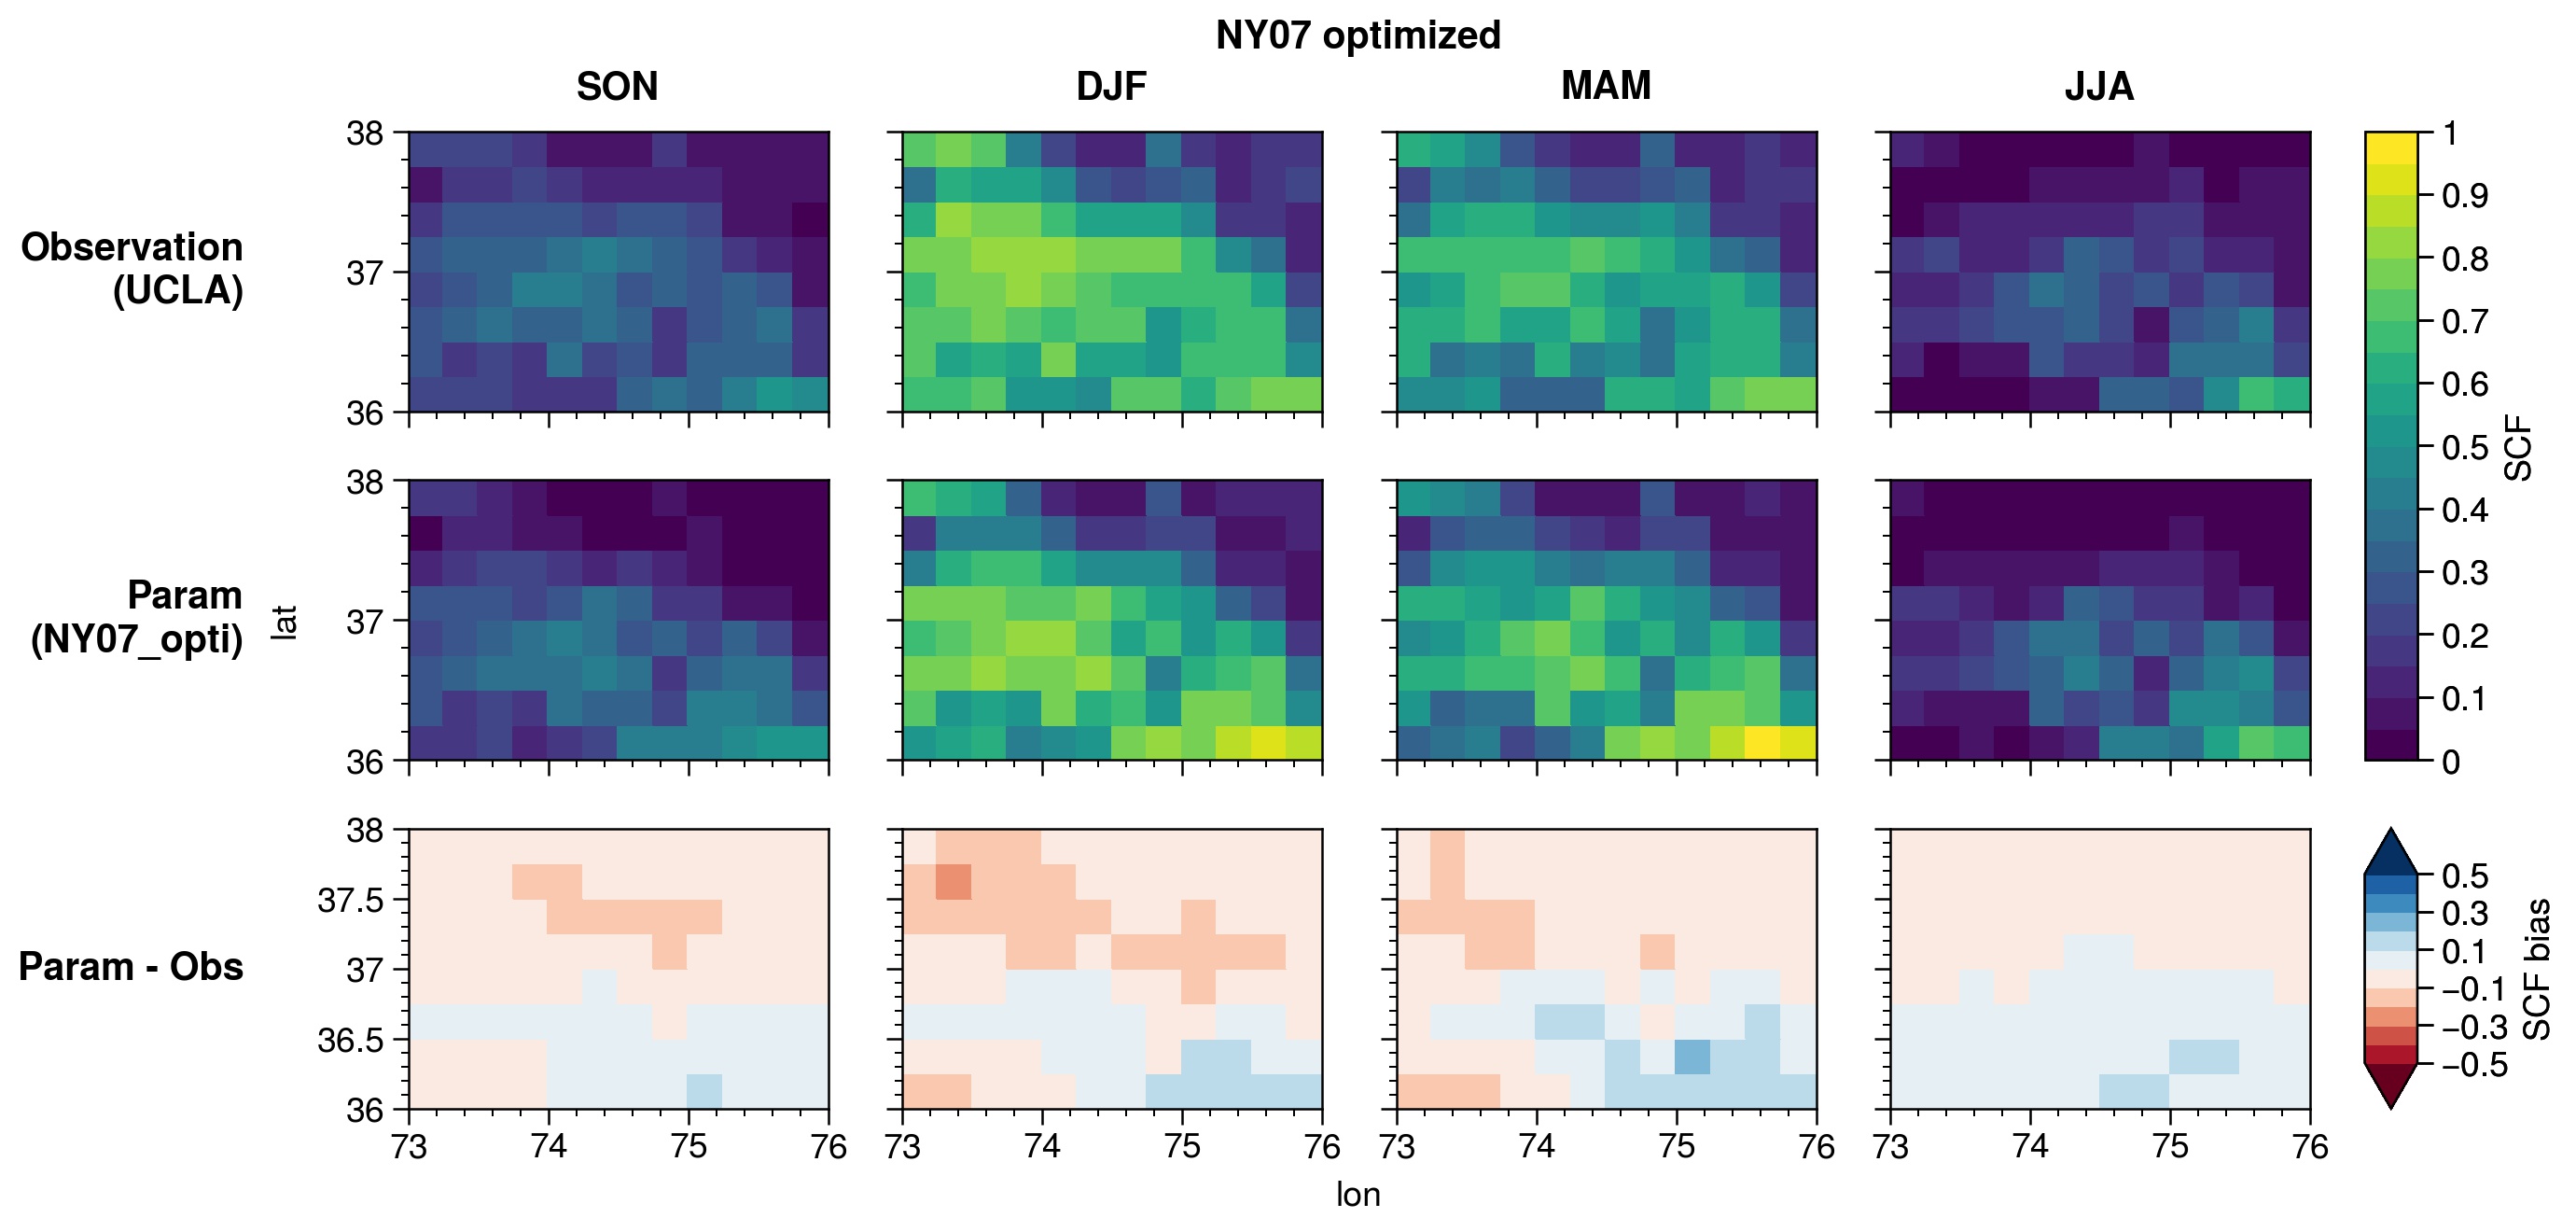 NY07 optimized
SON DJF MAM JJA
Observation
(UCLA)
38
37
36
1
0.9
0.8
0.7
0.6
0.5
0.4
0.3
0.2
0.1
0
SCF
Param
(NY07_opti)
lat
38
37
36
Param - Obs
38
37.5
37
36.5
36
0.5
0.3
0.1
−0.1
−0.3
−0.5
SCF bias
73 74 75 76 73 74 75 76 73 74 75 76 73 74 75 76
lon